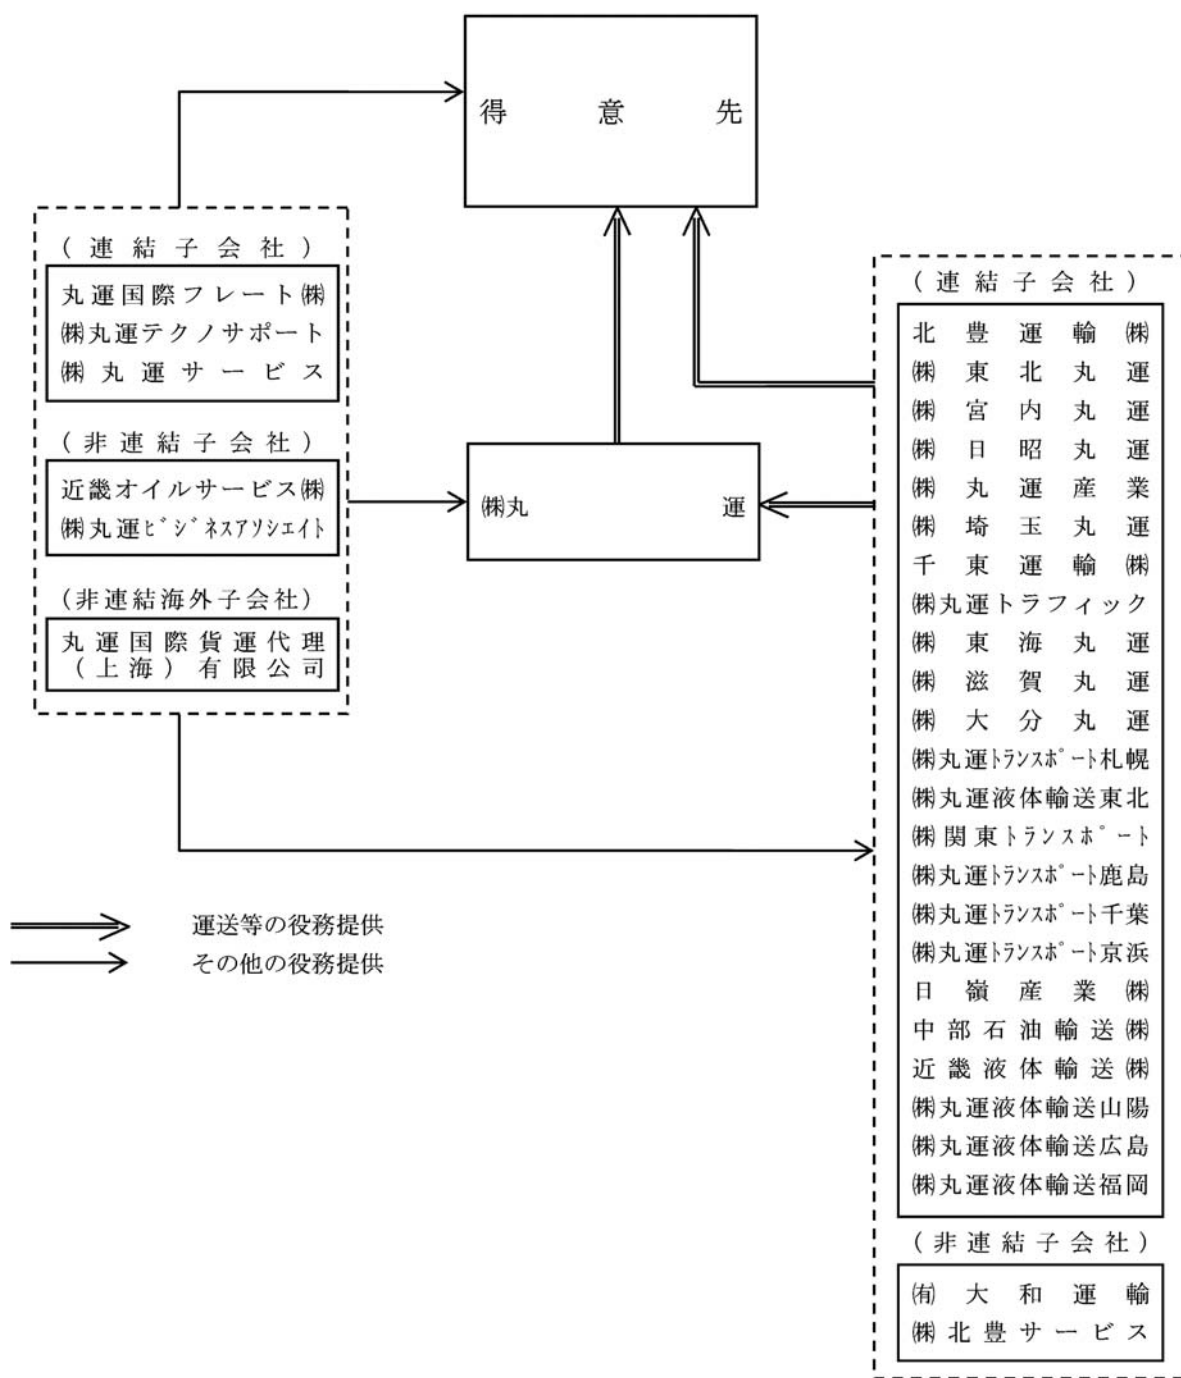 得意先
(連結子会社)
丸運国際フレート㈱
㈱丸運テクノサポート
㈱丸運サービス
(非連結子会社)
近畿オイルサービス㈱
㈱丸運ﾋﾞｼﾞﾈｽｱｿｼエイト
(非連結海外子会社)
丸運国際貨運代理
(上海)有限公司
㈱丸運
(連結子会社)
北豊運輸㈱
㈱東北丸運
㈱宮内丸運
㈱日昭丸運
㈱丸運産業
㈱埼玉丸運
千東運輸㈱
㈱丸運トラフィック
㈱東海丸運
㈱滋賀丸運
㈱大分丸運
㈱丸運ﾄﾗﾝｽﾎﾟｰﾄ札幌
㈱丸運液体輸送東北
㈱関東ﾄﾗﾝｽﾎﾟｰﾄ
㈱丸運ﾄﾗﾝｽﾎﾟｰﾄ鹿島
㈱丸運ﾄﾗﾝｽﾎﾟｰﾄ千葉
㈱丸運ﾄﾗﾝｽﾎﾟｰﾄ京浜
日嶺産業㈱
中部石油輸送㈱
近畿液体輸送㈱
㈱丸運液体輸送山陽
㈱丸運液体輸送広島
㈱丸運液体輸送福岡
(非連結子会社)
㈲大和運輸
㈱北豊サービス
運送等の役務提供
その他の役務提供